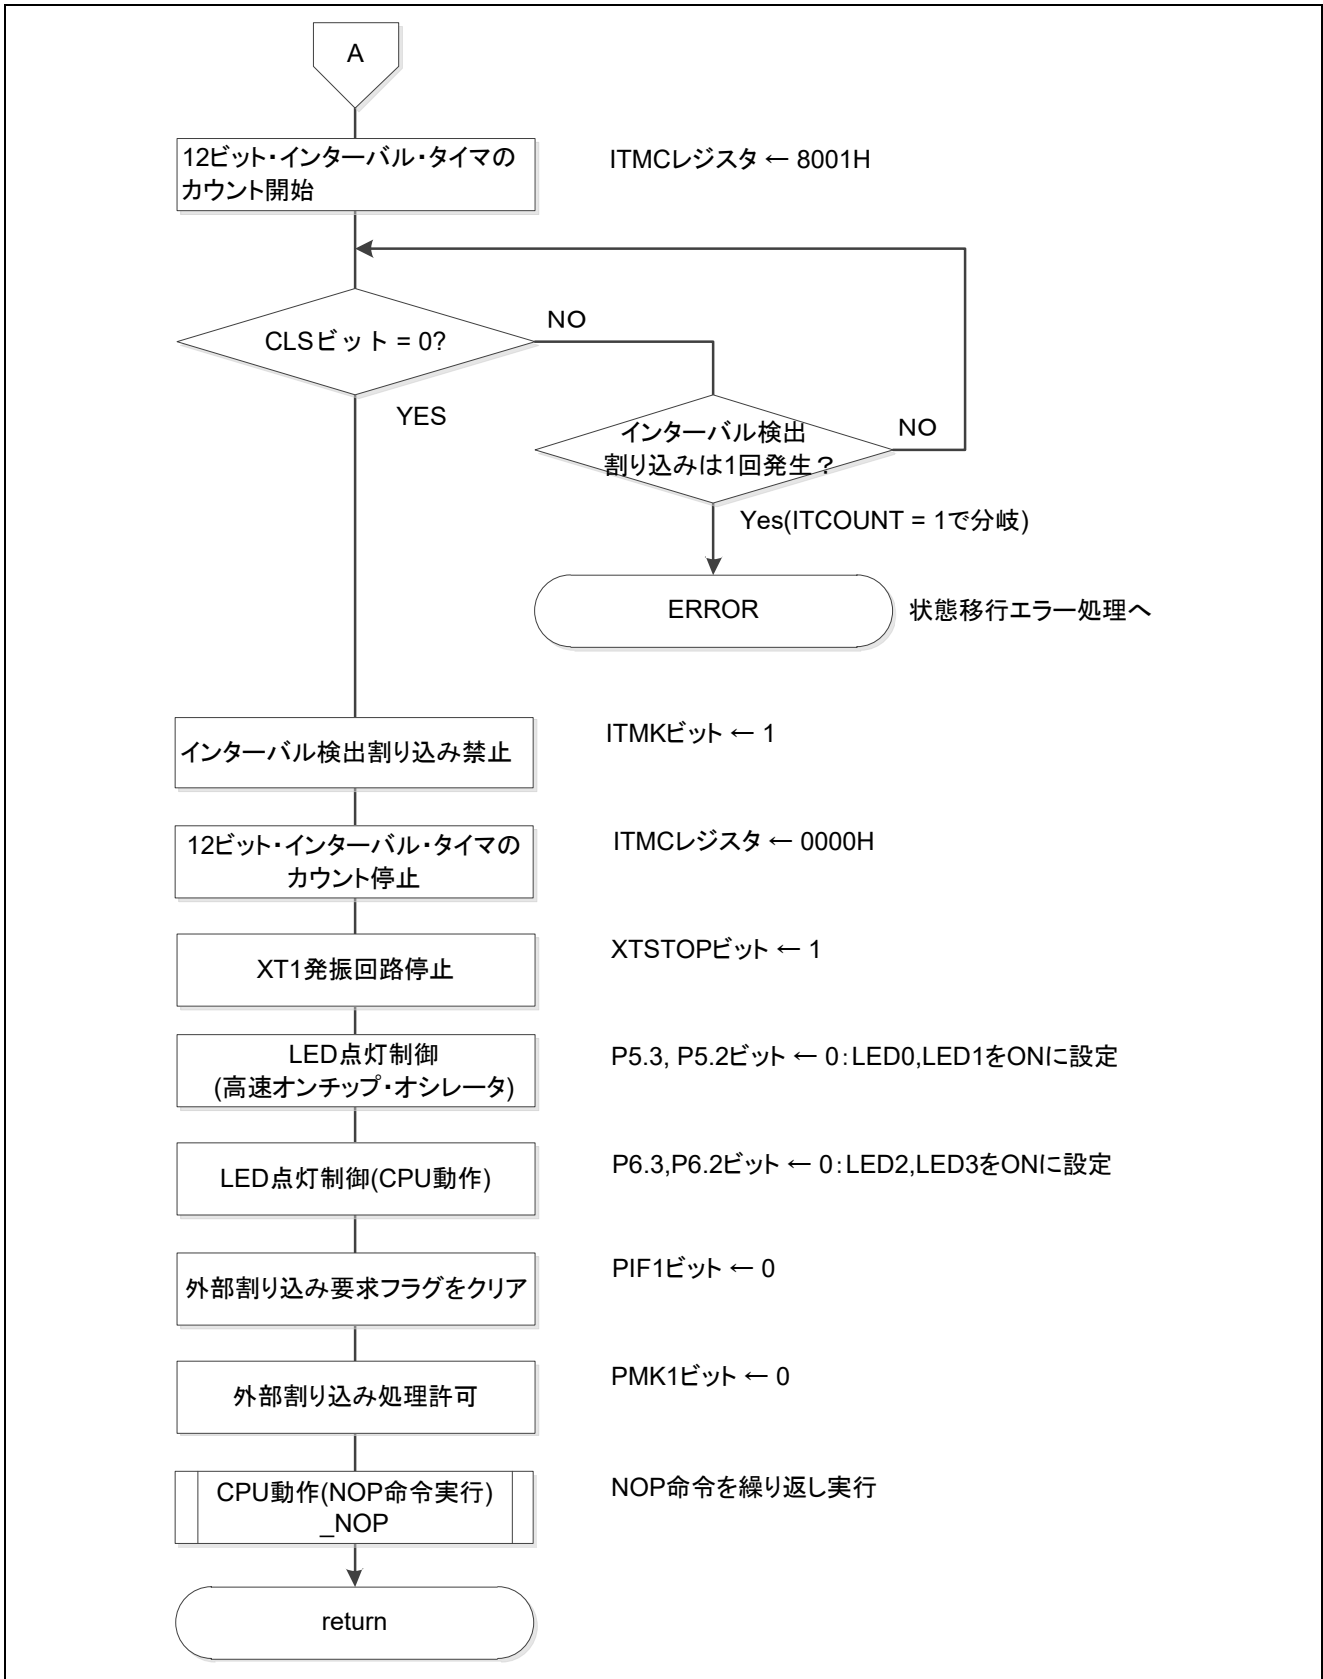 A
12ビット・インターバル・タイマの
カウント開始
ITMCレジスタ ← 8001H
CLSビット = 0?
NO
YES
インターバル検出
割り込みは1回発生？
NO
Yes(ITCOUNT = 1で分岐)
ERROR
状態移行エラー処理へ
インターバル検出割り込み禁止
ITMKビット ← 1
12ビット・インターバル・タイマの
カウント停止
ITMCレジスタ ← 0000H
XT1発振回路停止
XTSTOPビット ← 1
LED点灯制御
(高速オンチップ・オシレータ)
P5.3, P5.2ビット ← 0：LED0,LED1をONに設定
LED点灯制御(CPU動作)
P6.3,P6.2ビット ← 0：LED2,LED3をONに設定
外部割り込み要求フラグをクリア
PIF1ビット ← 0
外部割り込み処理許可
PMK1ビット ← 0
CPU動作(NOP命令実行)
_NOP
NOP命令を繰り返し実行
return